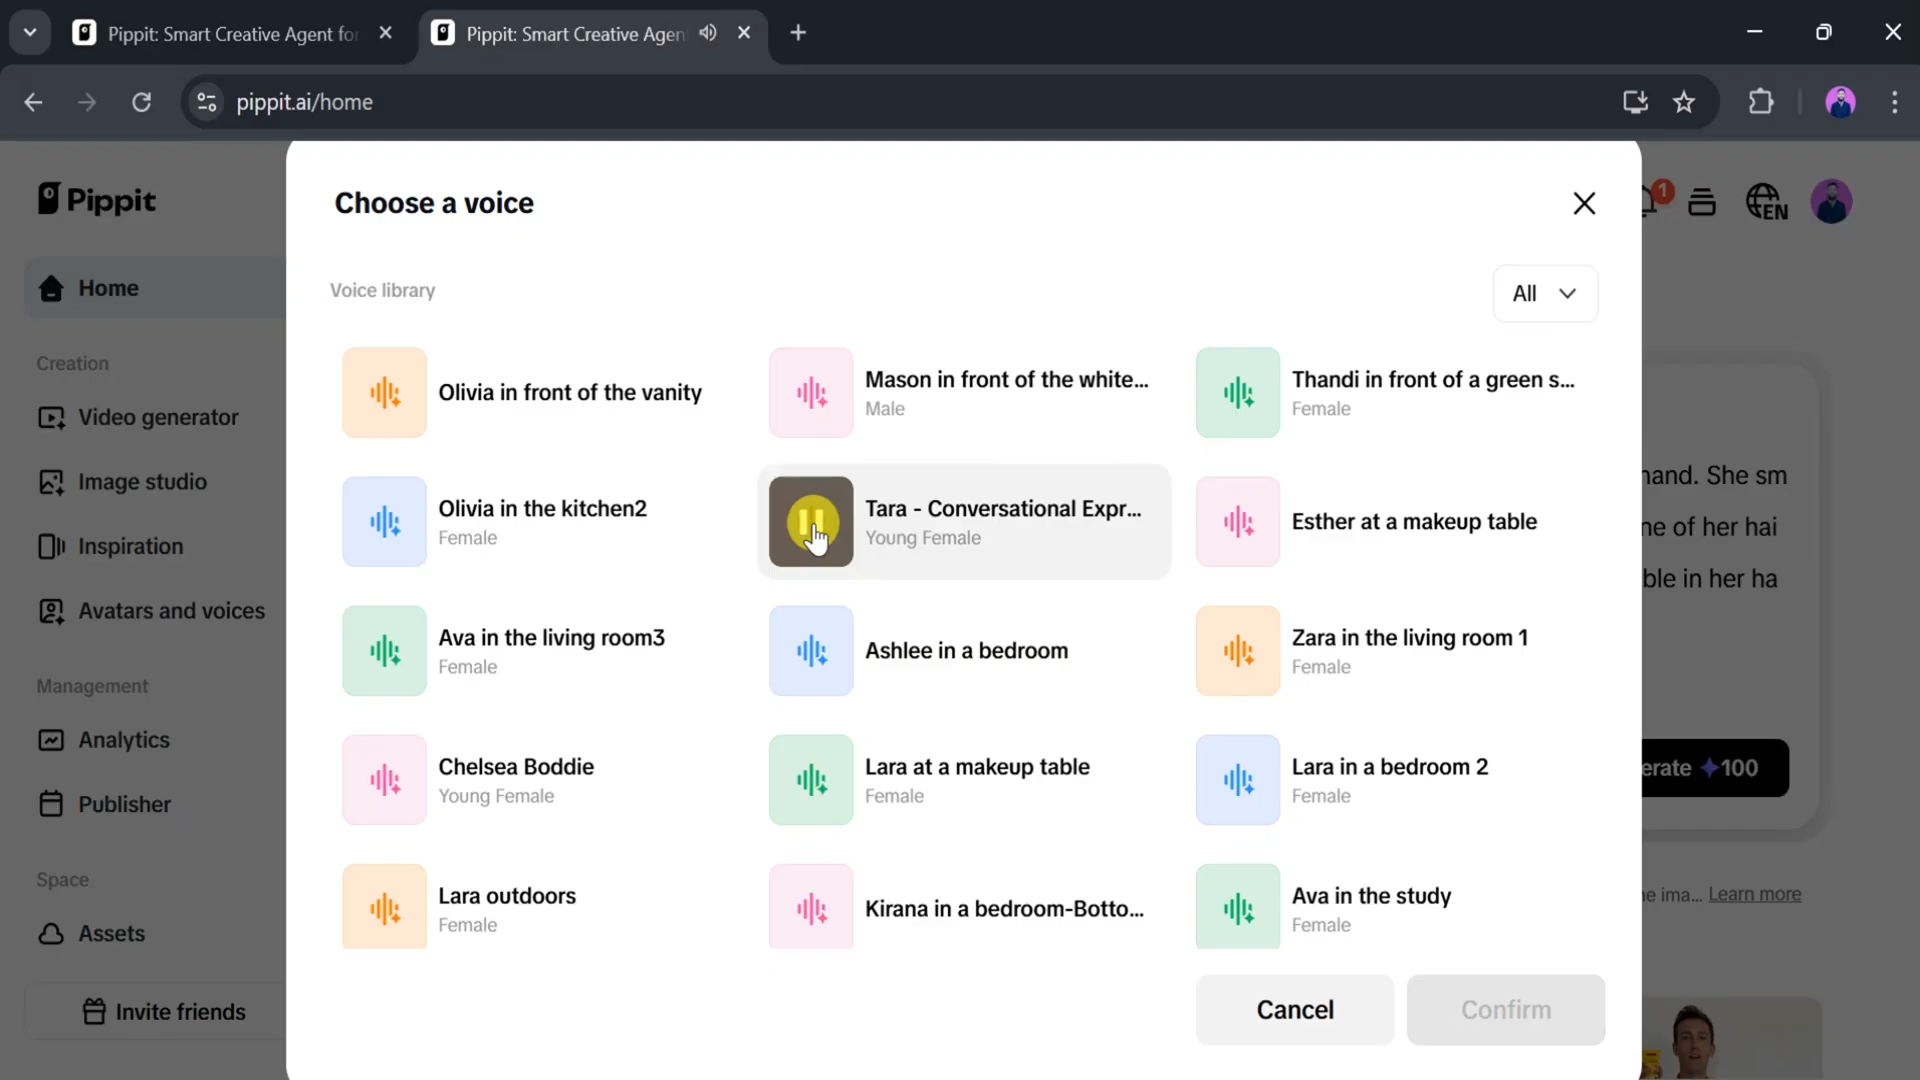 Pippit: Smart Creative Agent for
Pippit: Smart Creative Agen
pippit.ai/home
Pippit
1
EN
Home
Creation
Video generator
Image studio
Inspiration
Avatars and voices
Management
Analytics
Publisher
Space
Assets
Invite friends
Choose a voice
Voice library
All
Olivia in front of the vanity
Mason in front of the white...
Male
Thandi in front of a green s...
Female
Olivia in the kitchen2
Female
Tara - Conversational Expr...
Young Female
Esther at a makeup table
Ava in the living room3
Female
Ashlee in a bedroom
Zara in the living room 1
Female
Chelsea Boddie
Young Female
Lara at a makeup table
Female
Lara in a bedroom 2
Female
Lara outdoors
Female
Kirana in a bedroom-Botto...
Ava in the study
Female
Cancel
Confirm
hand. She sm
ne of her hai
ble in her ha
erate 100
e ima... Learn more